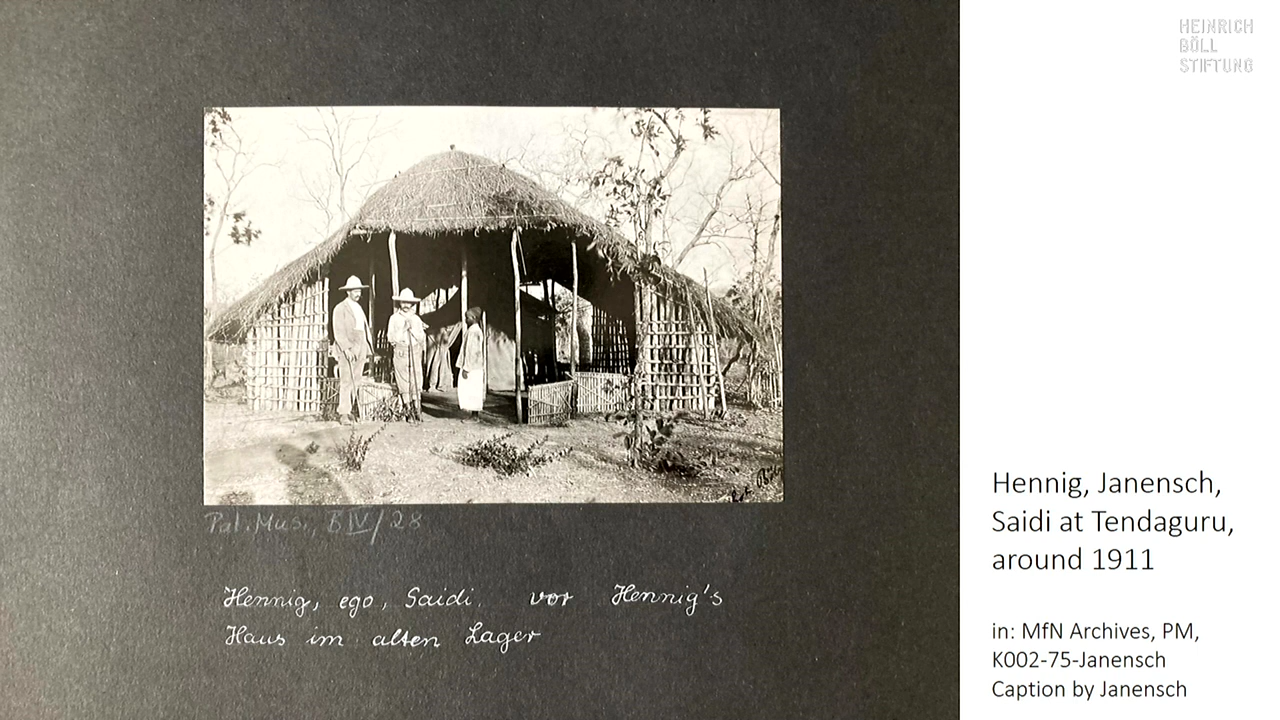 HEINRICH
BÖLL
STIFTUNG
Pal. Mus., B IV/28
Hennig, ego, Saidi. vor Hennig's
Haus im alten Lager
Hennig, Janensch,
Saidi at Tendaguru,
around 1911
in: MfN Archives, PM,
K002-75-Janensch
Caption by Janensch